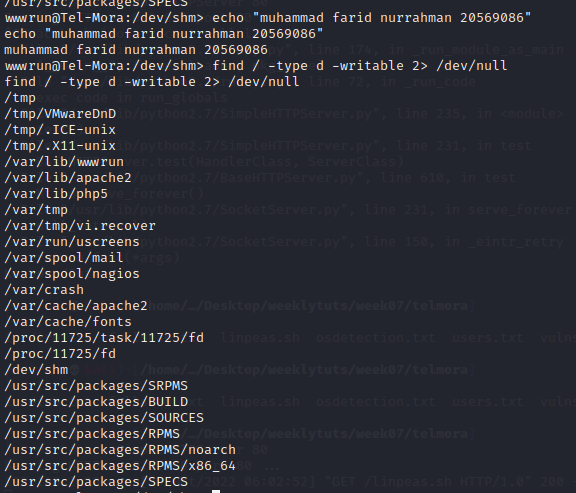 /usr/src/packages/SPECS
wwwrun@Tel-Mora:/dev/shm> echo "muhammad farid nurrahman 20569086"
echo "muhammad farid nurrahman 20569086"
muhammad farid nurrahman 20569086
wwwrun@Tel-Mora:/dev/shm> find / -type d -writable 2> /dev/null
find / -type d -writable 2> /dev/null
/tmp
/tmp/VMwareDnD
/tmp/.ICE-unix
/tmp/.X11-unix
/var/lib/wwwrun
/var/lib/apache2
/var/lib/php5
/var/tmp
/var/tmp/vi.recover
/var/run/uscreens
/var/spool/mail
/var/spool/nagios
/var/crash
/var/cache/apache2
/var/cache/fonts
/proc/11725/task/11725/fd
/proc/11725/fd
/dev/shm
/usr/src/packages/SRPMS
/usr/src/packages/BUILD
/usr/src/packages/SOURCES
/usr/src/packages/RPMS
/usr/src/packages/RPMS/noarch
/usr/src/packages/RPMS/x86_64
/usr/src/packages/SPECS